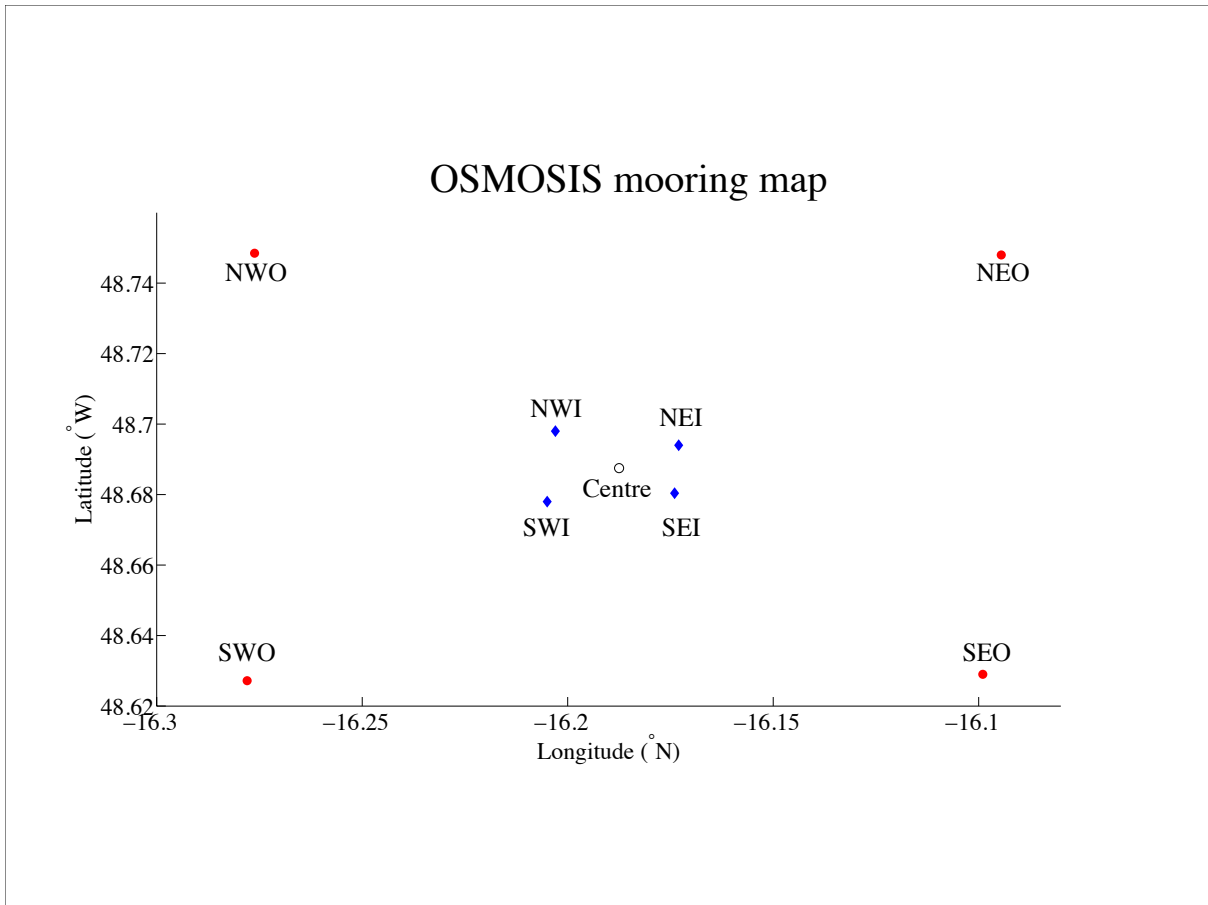 OSMOSIS mooring map
NWO
NEO
48.74
48.72
NWI
NEI
48.7
Centre
48.68
SWI
SEI
48.66
48.64
SWO
SEO
48.62
Latitude (°W)
−16.3
−16.25
−16.2
−16.15
−16.1
Longitude (°N)